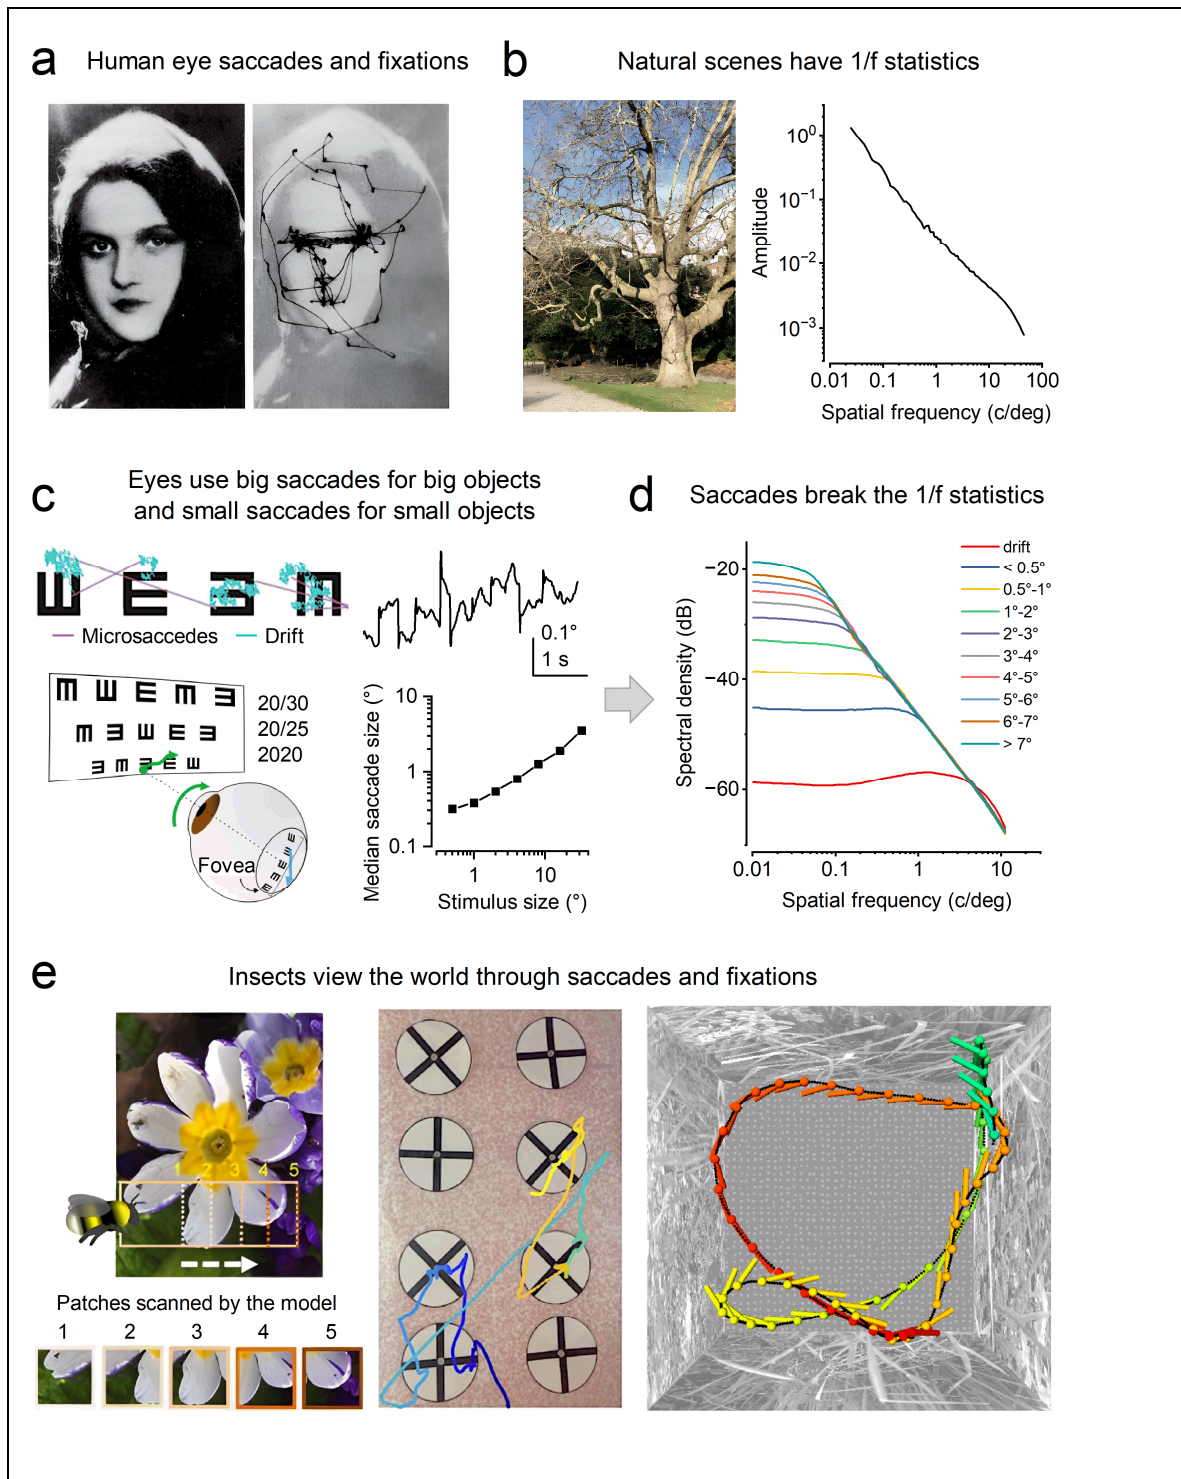 a
Human eye saccades and fixations
b
Natural scenes have 1/f statistics
Amplitude
10⁰
10⁻¹
10⁻²
10⁻³
0.01 0.1 1 10 100
Spatial frequency (c/deg)
c
Eyes use big saccades for big objects
and small saccades for small objects
Microsaccedes Drift
0.1°
1 s
20/30
20/25
2020
Fovea
Median saccade size (°)
10
1
0.1
1 10
Stimulus size (°)
d
Saccades break the 1/f statistics
Spectral density (dB)
−20
−40
−60
0.01 0.1 1 10
Spatial frequency (c/deg)
drift
< 0.5°
0.5°-1°
1°-2°
2°-3°
3°-4°
4°-5°
5°-6°
6°-7°
> 7°
e
Insects view the world through saccades and fixations
1 2 3 4 5
Patches scanned by the model
1 2 3 4 5